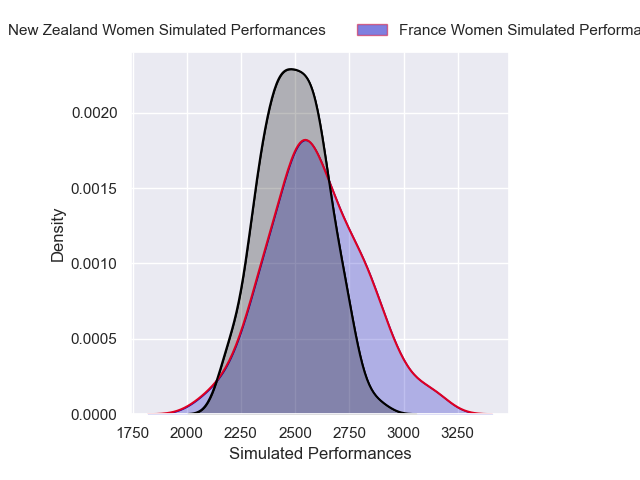 New Zealand Women Simulated Performances
France Women Simulated Performa
0.0020
0.0015
0.0010
0.0005
0.0000
Density
1750 2000 2250 2500 2750 3000 3250
Simulated Performances